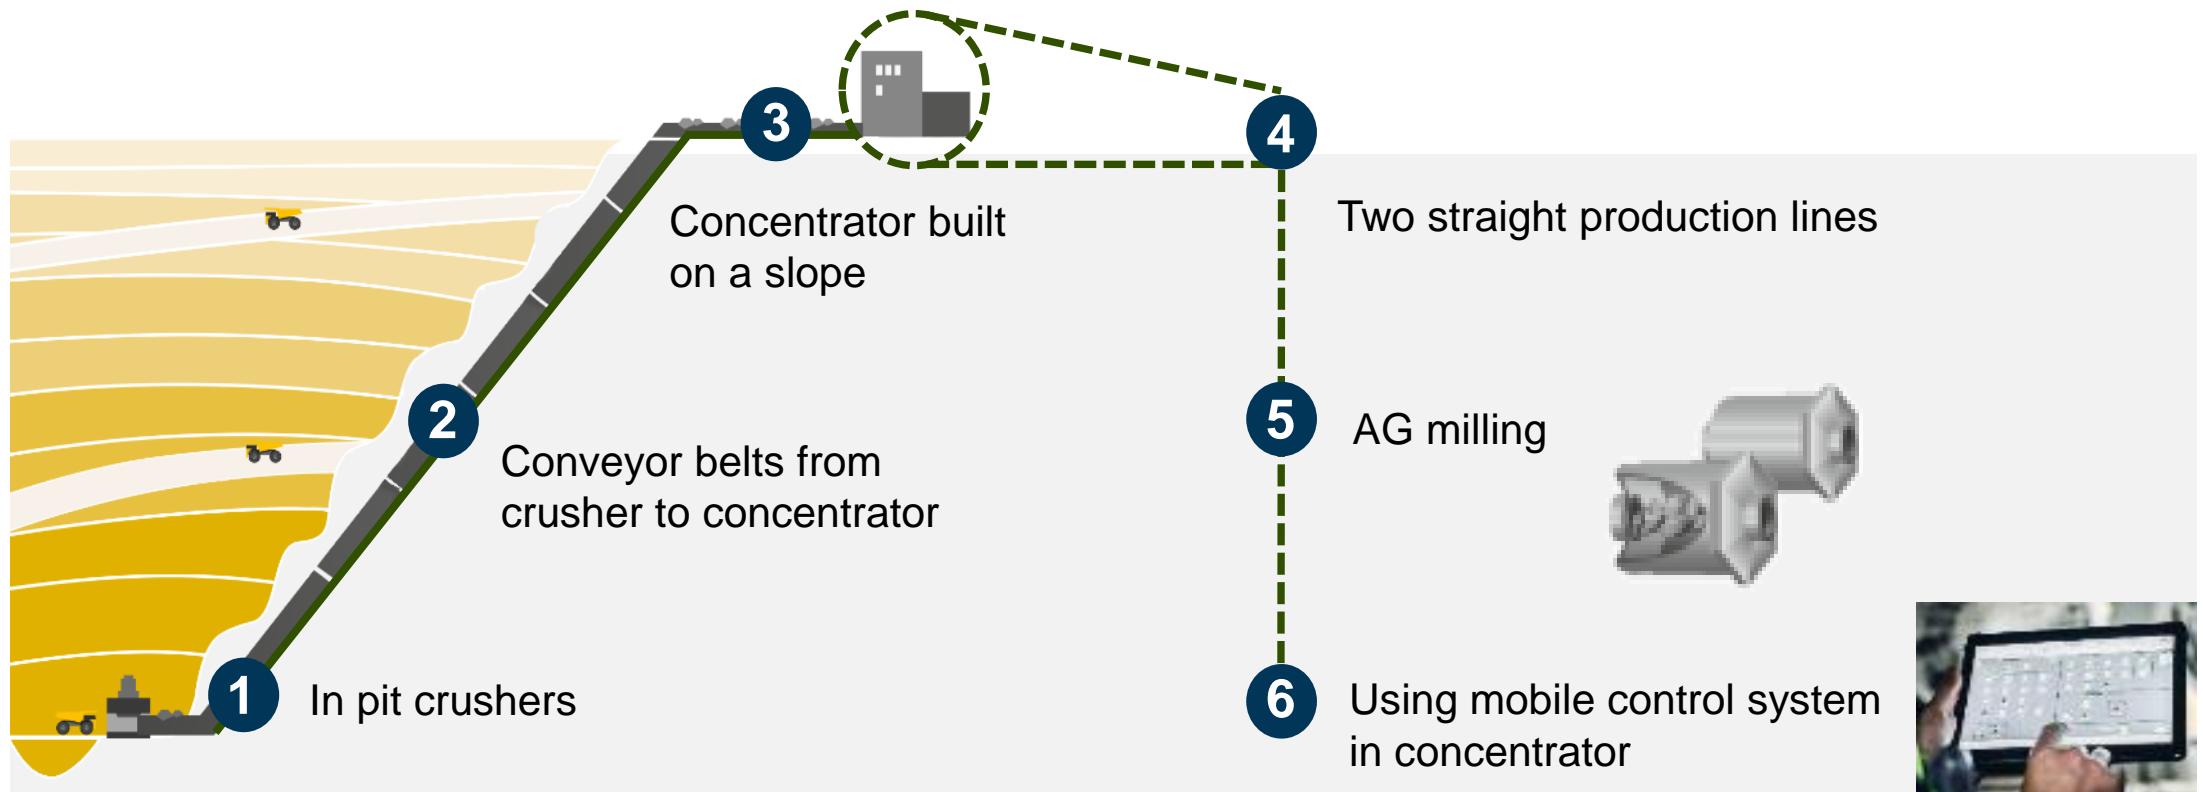 3
Concentrator built
on a slope
2
Conveyor belts from
crusher to concentrator
1
In pit crushers
4
Two straight production lines
5
AG milling
6
Using mobile control system
in concentrator